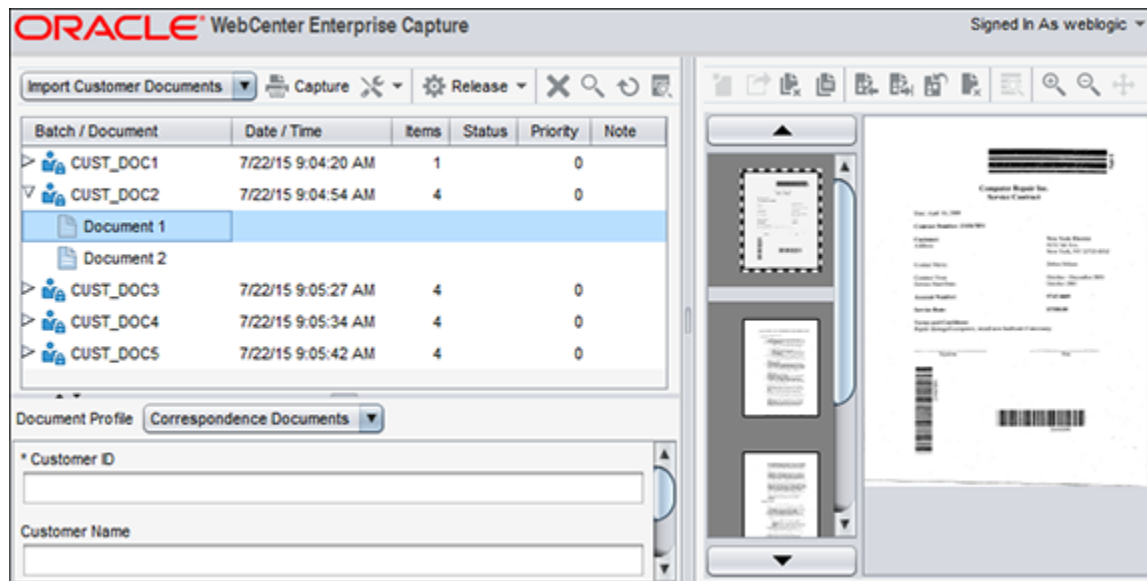 ORACLE® WebCenter Enterprise Capture
Signed In As weblogic
Import Customer Documents Capture Release
Batch / Document Date / Time Items Status Priority Note
CUST_DOC1 7/22/15 9:04:20 AM 1 0
CUST_DOC2 7/22/15 9:04:54 AM 4 0
Document 1
Document 2
CUST_DOC3 7/22/15 9:05:27 AM 4 0
CUST_DOC4 7/22/15 9:05:34 AM 4 0
CUST_DOC5 7/22/15 9:05:42 AM 4 0
Document Profile Correspondence Documents
* Customer ID
Customer Name
Computer Repair Inc.
Service Contract